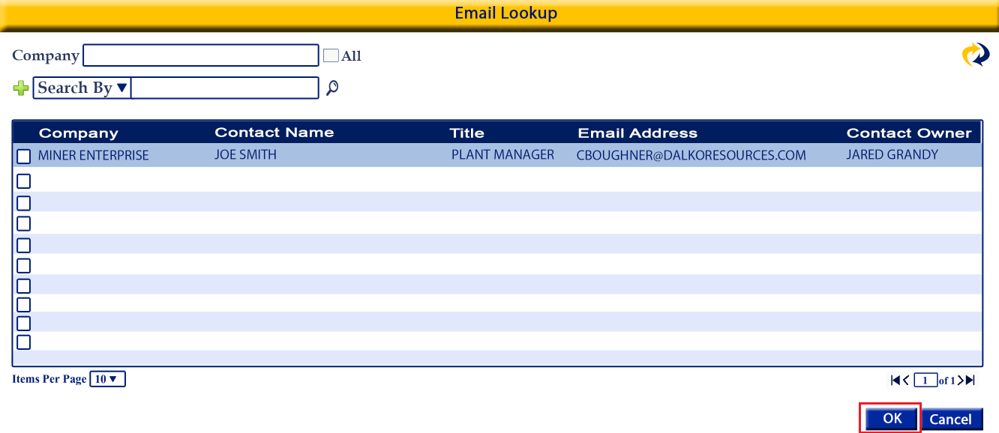 Email Lookup
Company All
Search By ▼
Company Contact Name Title Email Address Contact Owner
MINER ENTERPRISE JOE SMITH PLANT MANAGER CBOUGHNER@DALKORESOURCES.COM JARED GRANDY
Items Per Page 10 ▼ 1 of 1
OK Cancel